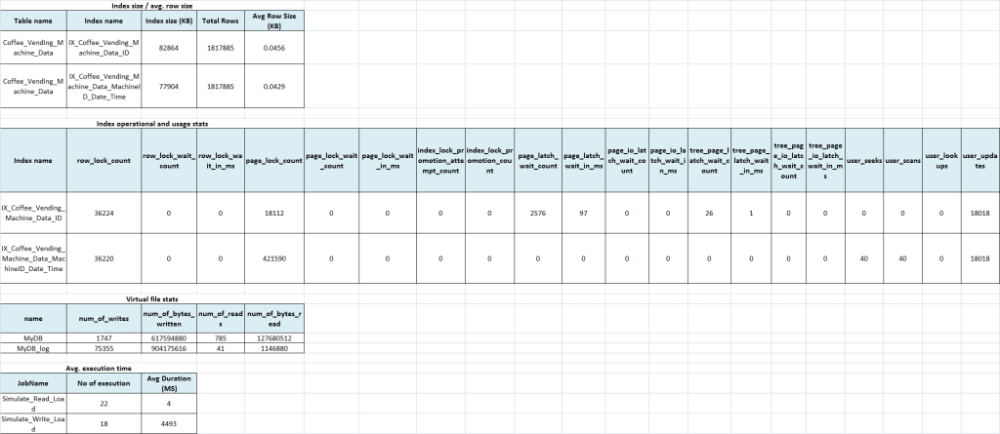 Index size / avg. row size
Table name Index name Index size (KB) Total Rows Avg Row Size (KB)
Coffee_Vending_Machine_Data IX_Coffee_Vending_Machine_Data_ID 82864 1817885 0.0456
Coffee_Vending_Machine_Data IX_Coffee_Vending_Machine_Data_MachineID_Date_Time 77904 1817885 0.0429
Index operational and usage stats
Index name row_lock_count row_lock_wait_count row_lock_wait_in_ms page_lock_count page_lock_wait_count page_lock_wait_in_ms index_lock_promotion_attempt_count index_lock_promotion_count page_latch_wait_count page_latch_wait_in_ms page_io_latch_wait_count page_io_latch_wait_in_ms tree_page_latch_wait_count tree_page_latch_wait_in_ms tree_page_io_latch_wait_count tree_page_io_latch_wait_in_ms user_seeks user_scans user_lookups user_updates
IX_Coffee_Vending_Machine_Data_ID 36224 0 0 18112 0 0 0 0 2576 97 0 0 26 1 0 0 0 0 0 18018
IX_Coffee_Vending_Machine_Data_MachineID_Date_Time 36220 0 0 421590 0 0 0 0 0 0 0 0 0 0 0 0 40 40 0 18018
Virtual file stats
name num_of_writes num_of_bytes_written num_of_reads num_of_bytes_read
MyDB 1747 617594880 785 127680512
MyDB_log 75355 904175616 41 1146880
Avg. execution time
JobName No of execution Avg Duration (MS)
Simulate_Read_Load 22 4
Simulate_Write_Load 18 4493